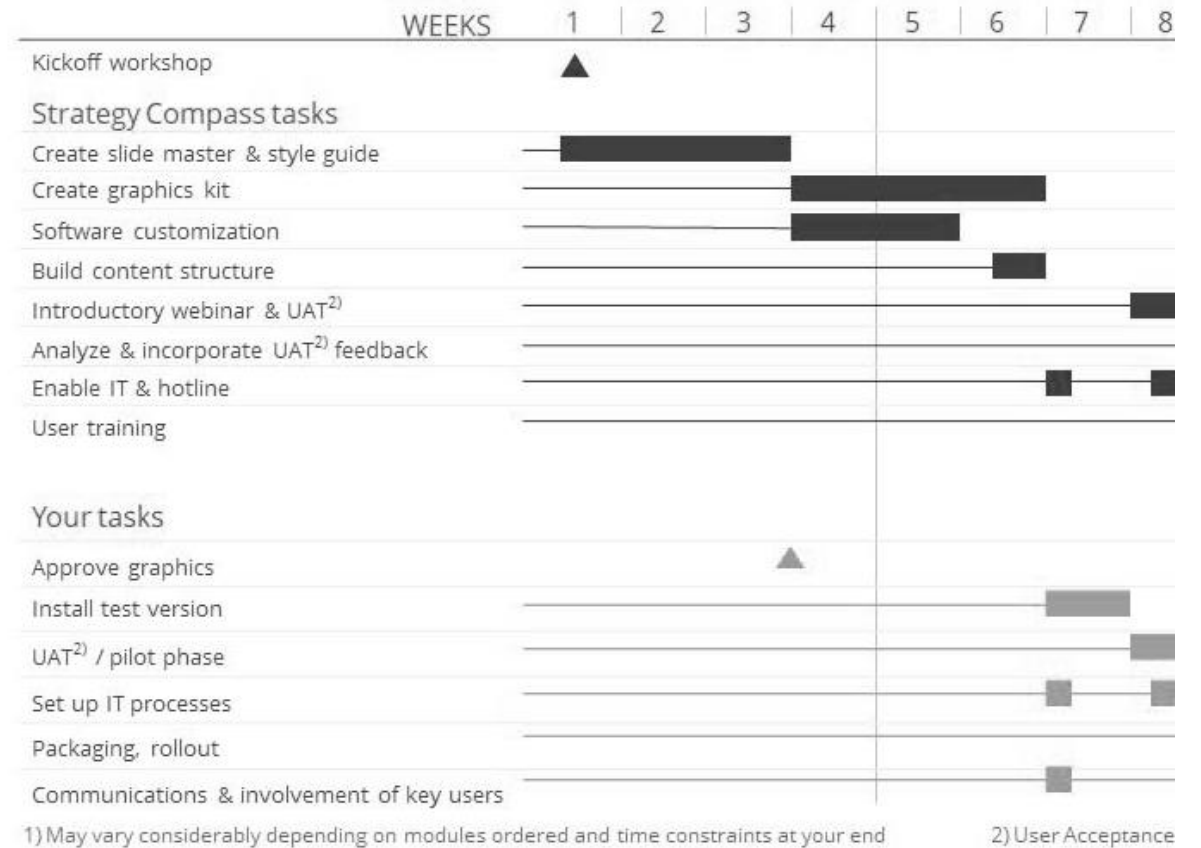 WEEKS 1 2 3 4 5 6 7 8
Kickoff workshop
Strategy Compass tasks
Create slide master & style guide
Create graphics kit
Software customization
Build content structure
Introductory webinar & UAT2)
Analyze & incorporate UAT2) feedback
Enable IT & hotline
User training
Your tasks
Approve graphics
Install test version
UAT2) / pilot phase
Set up IT processes
Packaging, rollout
Communications & involvement of key users
1) May vary considerably depending on modules ordered and time constraints at your end 2) User Acceptance